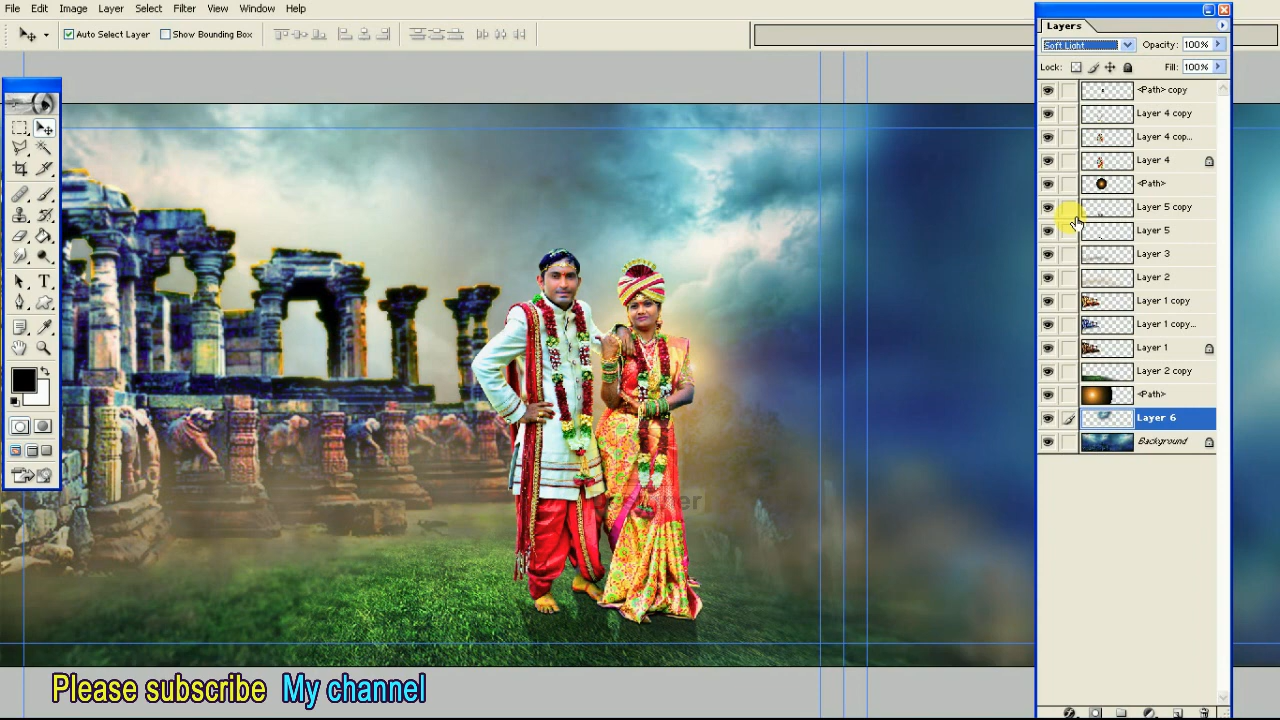 File Edit Image Layer Select Filter View Window Help
Auto Select Layer Show Bounding Box
Layers
Soft Light Opacity: 100%
Lock: Fill: 100%
<Path> copy
Layer 4 copy
Layer 4 cop...
Layer 4
<Path>
Layer 5 copy
Layer 5
Layer 3
Layer 2
Layer 1 copy
Layer 1 copy...
Layer 1
Layer 2 copy
<Path>
Layer 6
Background
Please subscribe My channel